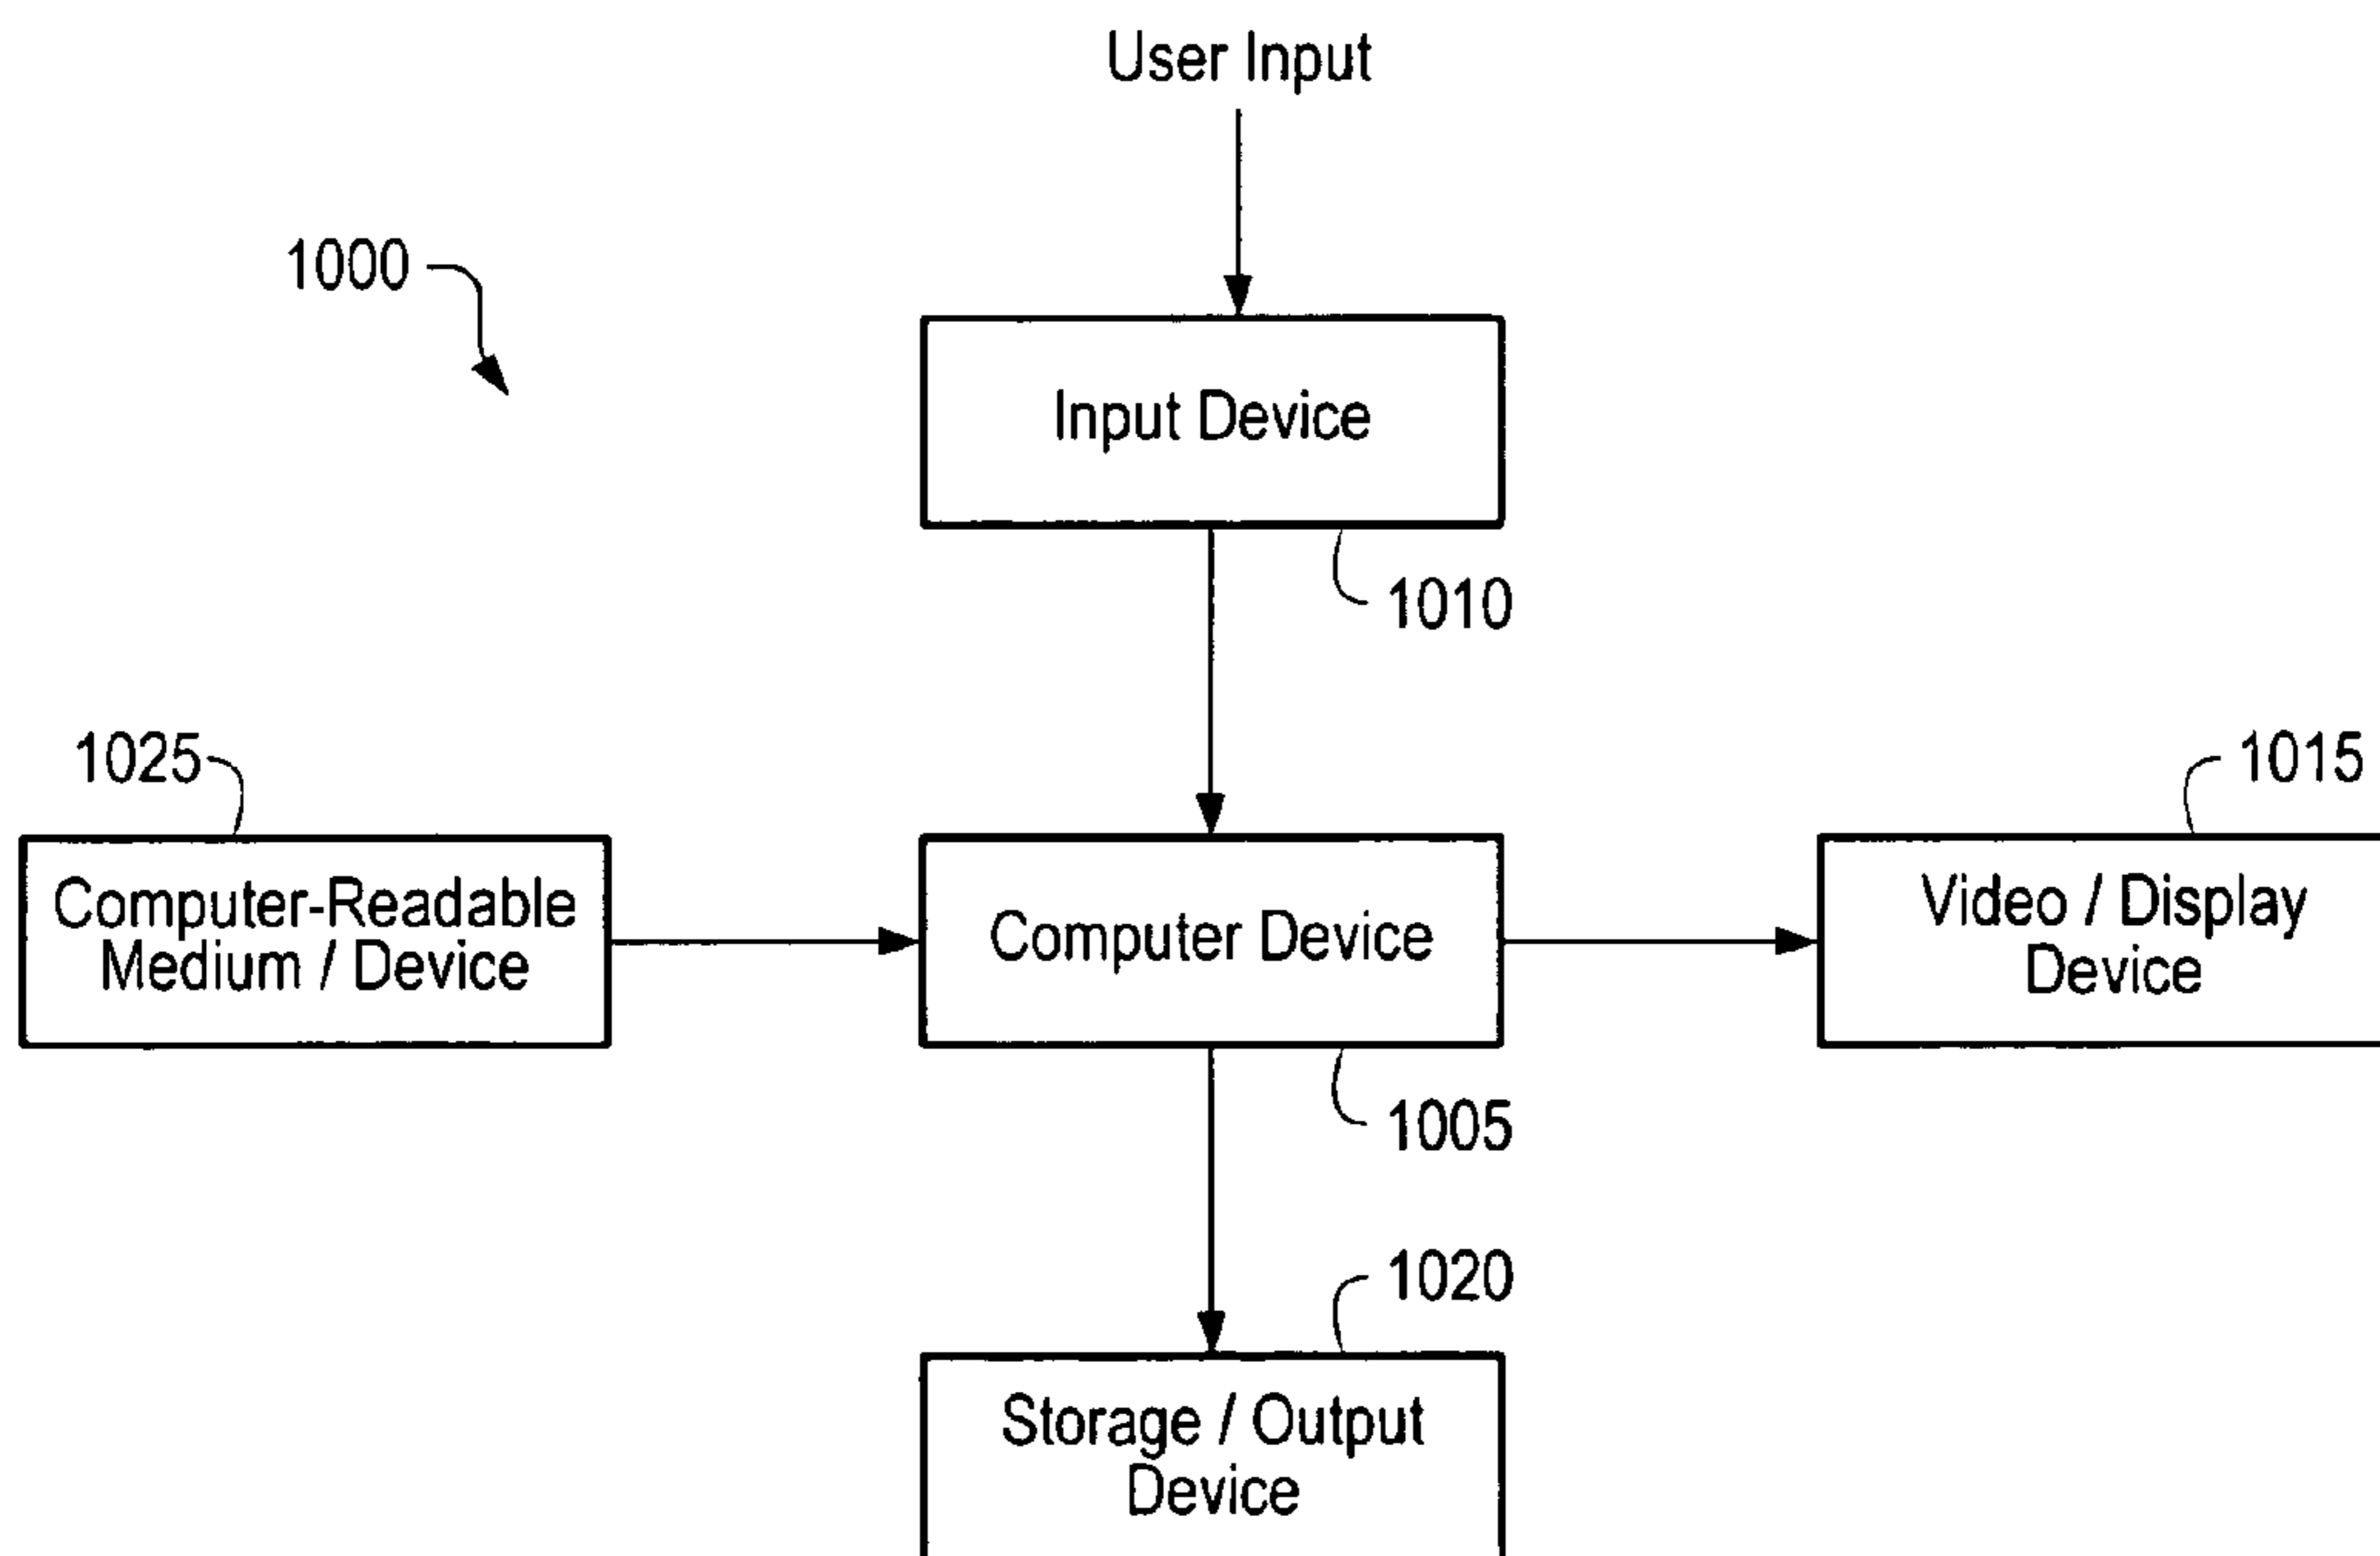 User Input
1000
Input Device
1010
1025
1015
Computer-Readable
Medium / Device
Computer Device
Video / Display
Device
1005
1020
Storage / Output
Device